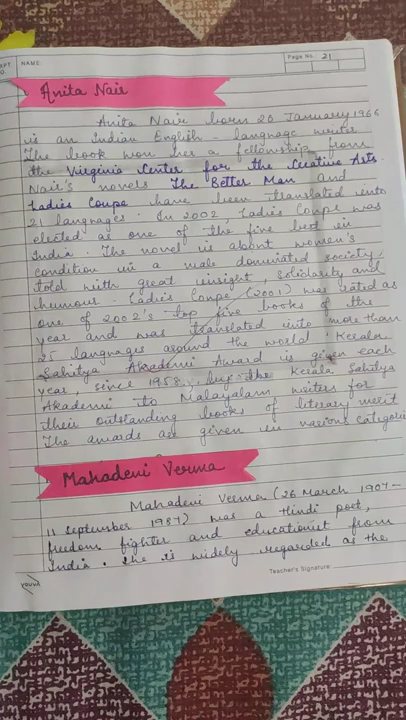 NAME:
Page No. 21
Anita Nair
Anita Nair born 26 January 1966
is an Indian English - language writer
The book won her a fellowship from
the Virginia Center for the Creative Arts.
Nair's novels The Better Man and
Ladies Coupe have been translated into
21 languages. In 2002, Ladies Coupe was
elected as one of the five best in
India. The novel is about women's
condition in a male dominated society,
told with great insight, solidarity and
humour. Ladies Coupe (2001) was rated as
one of 2002's top five books of the
year and was translated into more than
25 languages around the world. Kerala
Sahitya Akademi Award is given each
year, since 1958, by the Kerala Sahitya
Akademi to Malayalam writers for
their outstanding books of literary merit
The awards are given in various categorie
Mahadevi Verma
Mahadevi Verma (26 March 1907-
11 September 1987) was a Hindi poet,
freedom fighter and educationist from
India. She is widely regarded as the
youva
Teacher's Signature